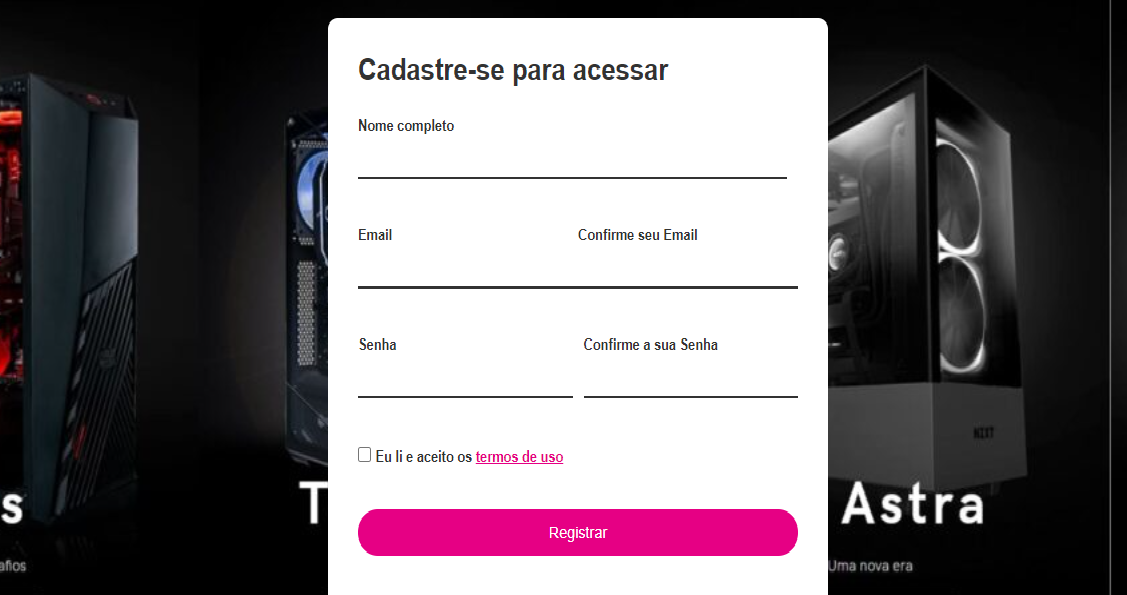 Cadastre-se para acessar
Nome completo
Email
Confirme seu Email
Senha
Confirme a sua Senha
Eu li e aceito os termos de uso
Registrar
NZXT
s
T
Astra
afios
Uma nova era